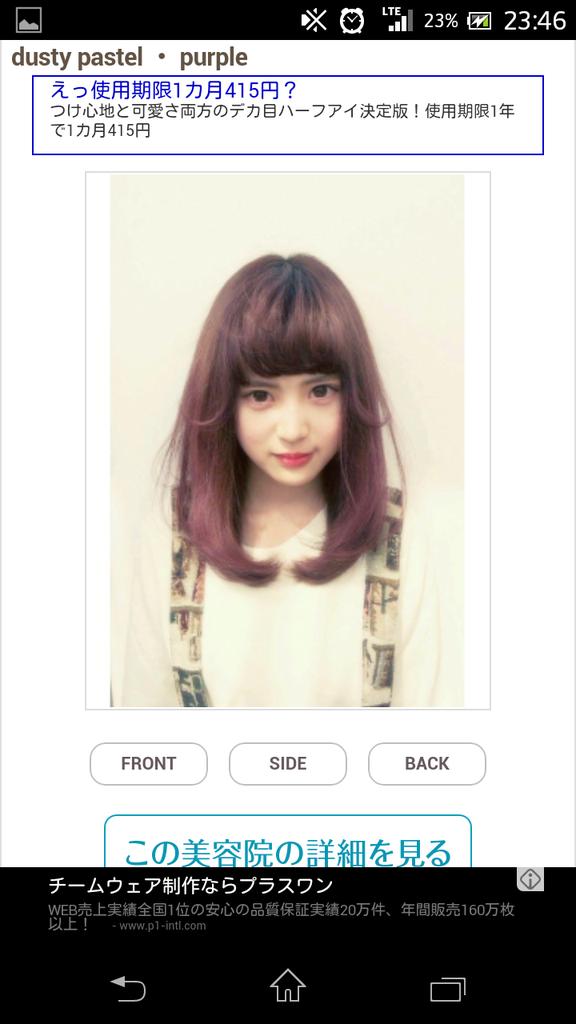 LTE 23% 23:46
dusty pastel ・ purple
えっ使用期限1カ月415円？
つけ心地と可愛さ両方のデカ目ハーフアイ決定版！使用期限1年
で1カ月415円
FRONT SIDE BACK
この美容院の詳細を見る
チームウェア制作ならプラスワン
WEB売上実績全国1位の安心の品質保証実績20万件、年間販売160万枚
以上！ - www.p1-intl.com